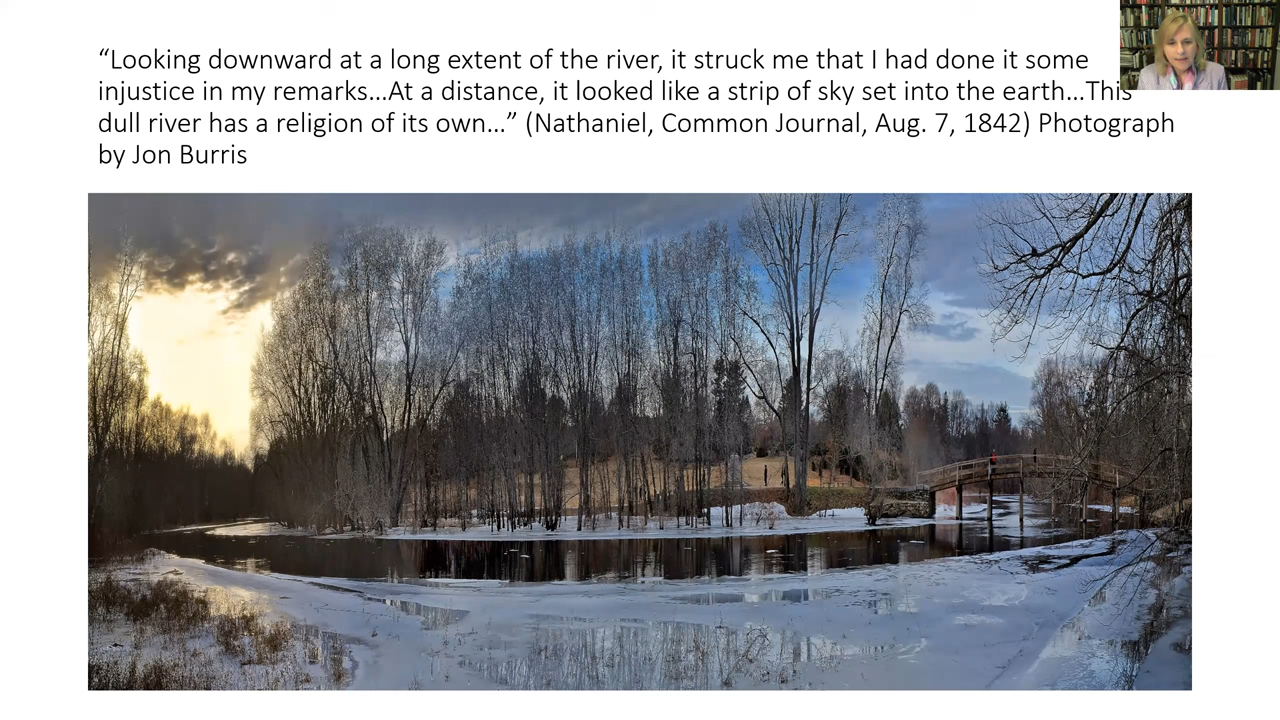 “Looking downward at a long extent of the river, it struck me that I had done it some
injustice in my remarks…At a distance, it looked like a strip of sky set into the earth…This
dull river has a religion of its own…” (Nathaniel, Common Journal, Aug. 7, 1842) Photograph
by Jon Burris